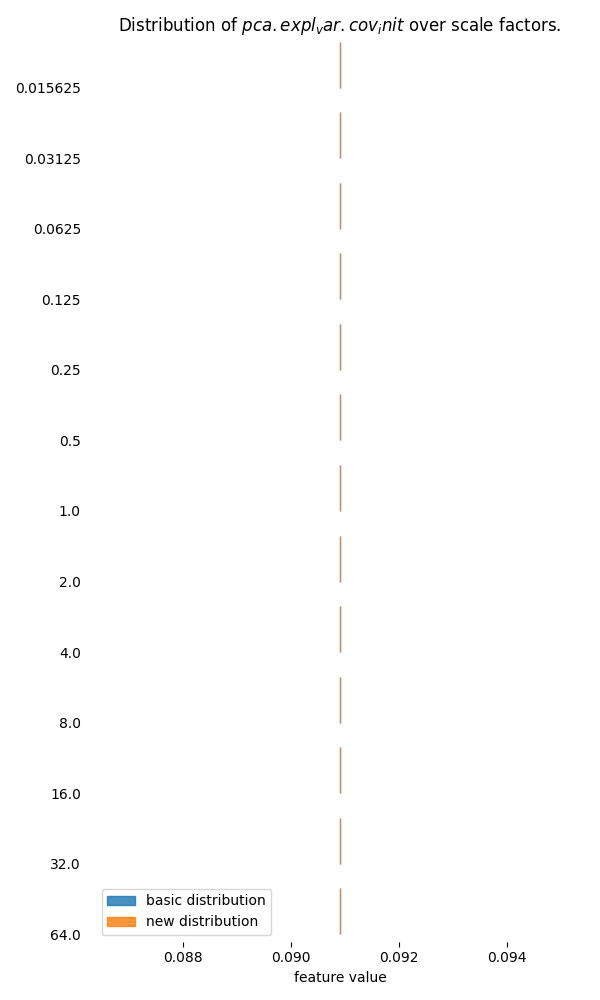 Distribution of pca.expl_var.cov_init over scale factors.
0.015625
0.03125
0.0625
0.125
0.25
0.5
1.0
2.0
4.0
8.0
16.0
32.0
64.0
basic distribution
new distribution
0.088 0.090 0.092 0.094
feature value